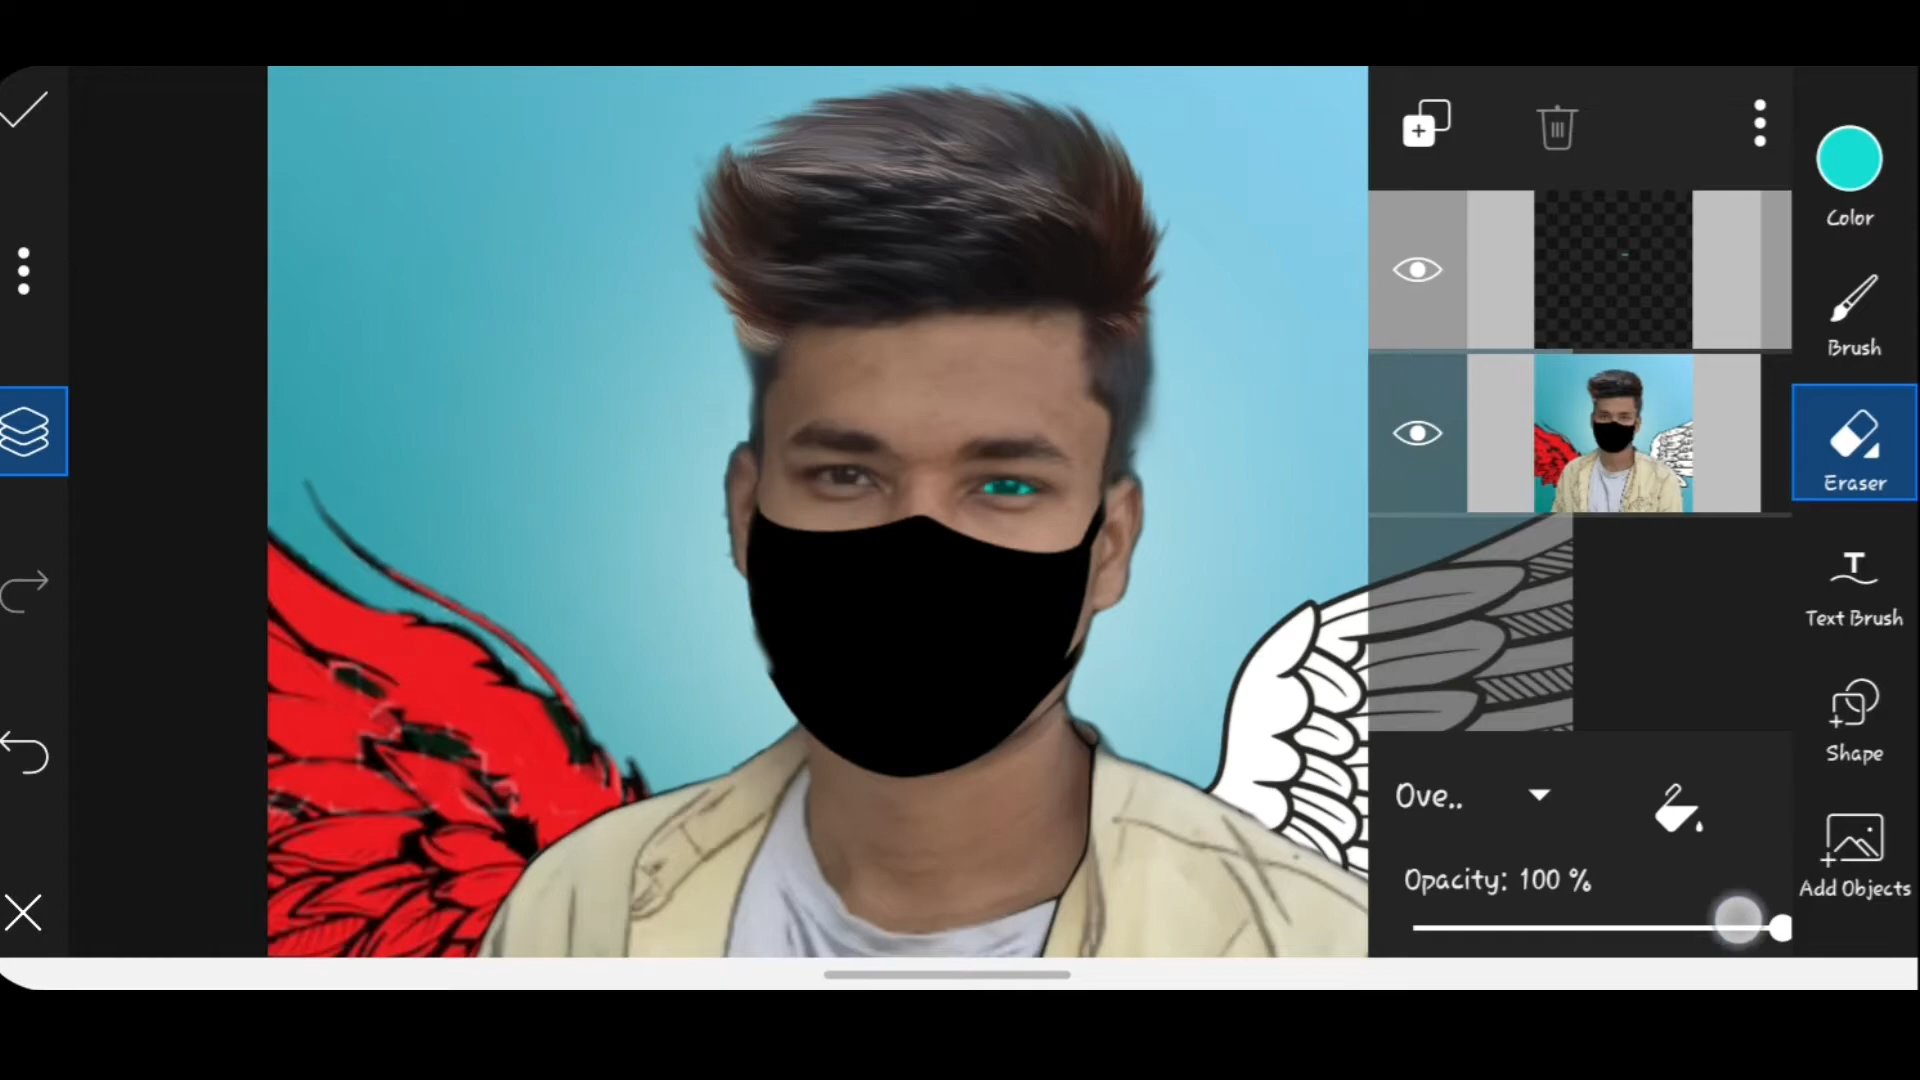 Color
Brush
Eraser
Text Brush
Shape
Add Objects
Ove..
Opacity: 100 %